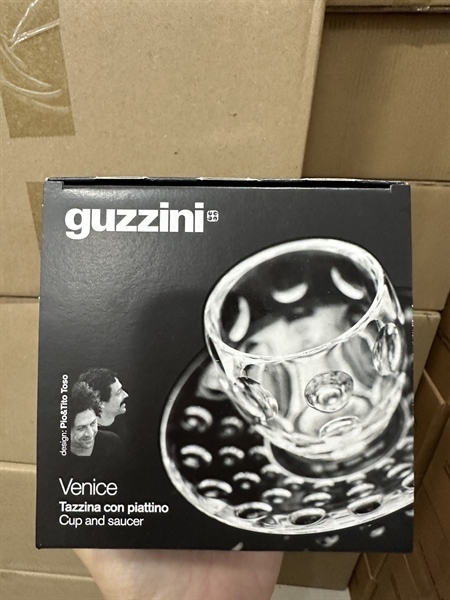 guzzini
design: Pio&Tito Toso
Venice
Tazzina con piattino
Cup and saucer